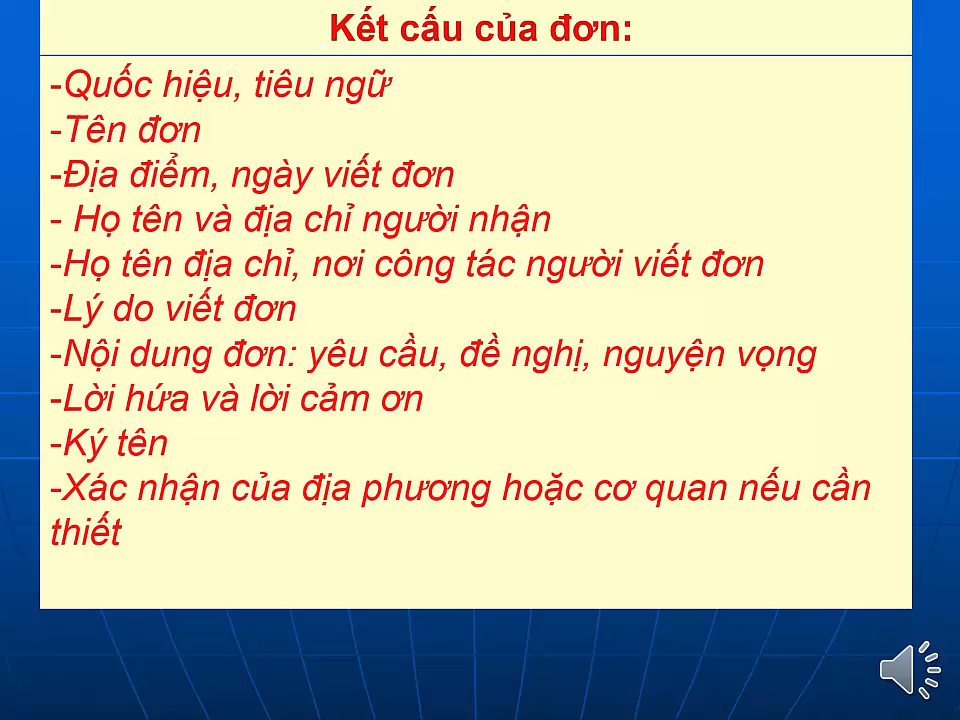 Kết cấu của đơn:
-Quốc hiệu, tiêu ngữ
-Tên đơn
-Địa điểm, ngày viết đơn
- Họ tên và địa chỉ người nhận
-Họ tên địa chỉ, nơi công tác người viết đơn
-Lý do viết đơn
-Nội dung đơn: yêu cầu, đề nghị, nguyện vọng
-Lời hứa và lời cảm ơn
-Ký tên
-Xác nhận của địa phương hoặc cơ quan nếu cần
thiết